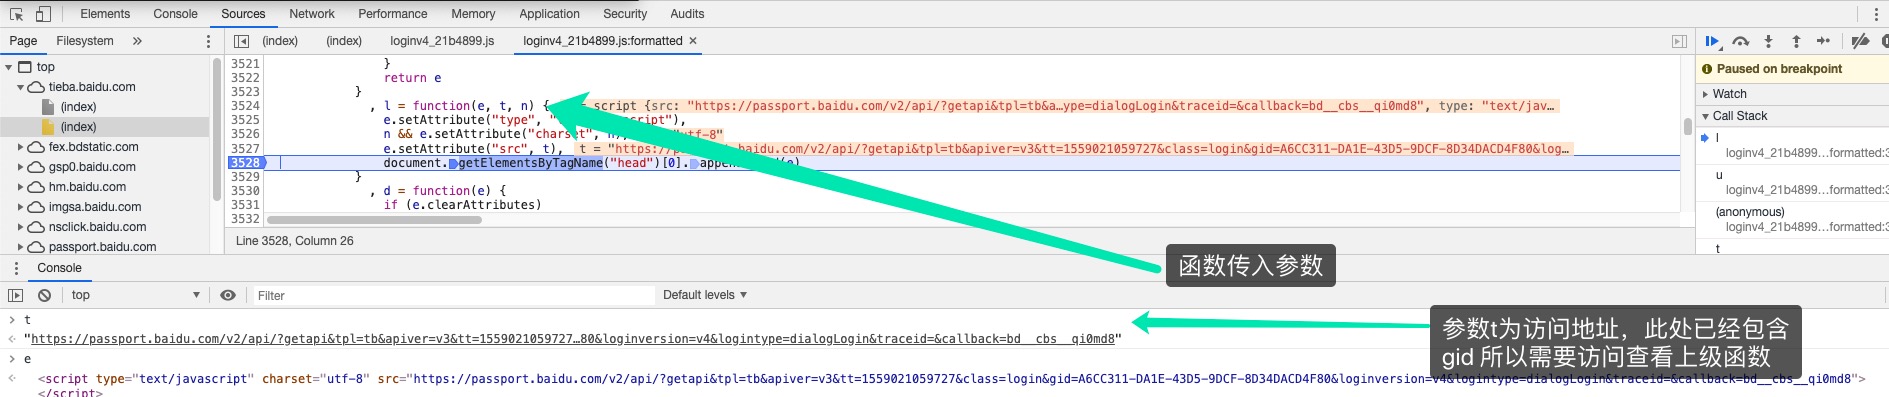 Elements Console Sources Network Performance Memory Application Security Audits
Page Filesystem » (index) (index) loginv4_21b4899.js loginv4_21b4899.js:formatted ×
top
tieba.baidu.com
(index)
(index)
fex.bdstatic.com
gsp0.baidu.com
hm.baidu.com
imgsa.baidu.com
nsclick.baidu.com
passport.baidu.com
3521 }
3522 return e
3523 }
3524 , l = function(e, t, n) { script {src: "https://passport.baidu.com/v2/api/?getapi&tpl=tb&a…ype=dialogLogin&traceid=&callback=bd__cbs__qi0md8", type: "text/jav…
3525 e.setAttribute("type", " script"),
3526 n && e.setAttribute("charset", "utf-8"
3527 e.setAttribute("src", t), t = "https://pas .baidu.com/v2/api/?getapi&tpl=tb&apiver=v3&tt=1559021059727&class=login&gid=A6CC311-DA1E-43D5-9DCF-8D34DACD4F80&log…
3528 document.getElementsByTagName("head")[0].appen (e)
3529 }
3530 , d = function(e) {
3531 if (e.clearAttributes)
3532
Line 3528, Column 26
Paused on breakpoint
Watch
Call Stack
l
loginv4_21b4899…formatted:3
u
loginv4_21b4899…formatted:3
(anonymous)
loginv4_21b4899…formatted:3
t
函数传入参数
Console
top Filter Default levels
> t
"https://passport.baidu.com/v2/api/?getapi&tpl=tb&apiver=v3&tt=1559021059727…80&loginversion=v4&logintype=dialogLogin&traceid=&callback=bd__cbs__qi0md8"
> e
<script type="text/javascript" charset="utf-8" src="https://passport.baidu.com/v2/api/?getapi&tpl=tb&apiver=v3&tt=1559021059727&class=login&gid=A6CC311-DA1E-43D5-9DCF-8D34DACD4F80&loginversion=v4&logintype=dialogLogin&traceid=&callback=bd__cbs__qi0md8">
</script>
参数t为访问地址，此处已经包含
gid 所以需要访问查看上级函数